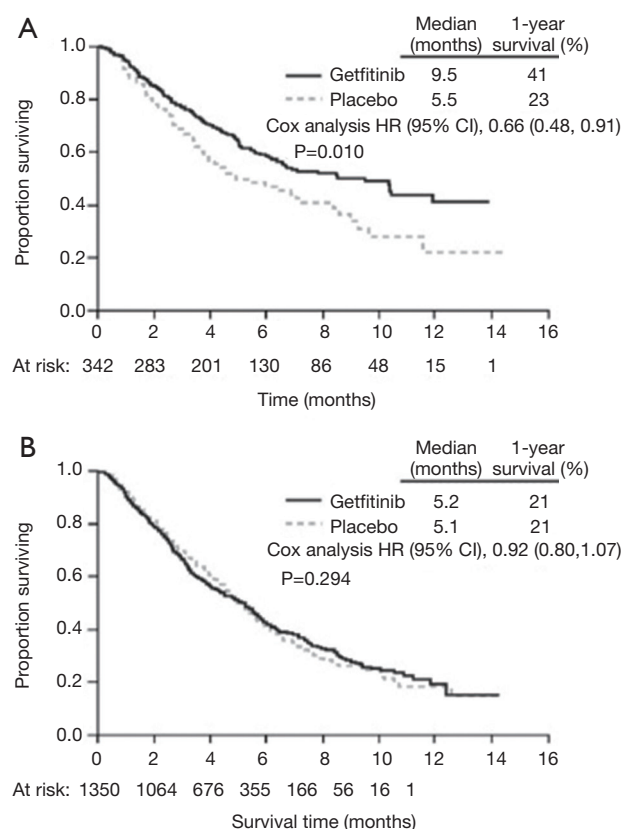 A
Median (months) 1-year survival (%)
Getfitinib 9.5 41
Placebo 5.5 23
Cox analysis HR (95% CI), 0.66 (0.48, 0.91)
P=0.010
Proportion surviving
1.0
0.8
0.6
0.4
0.2
0.0
0 2 4 6 8 10 12 14 16
At risk: 342 283 201 130 86 48 15 1
Time (months)
B
Median (months) 1-year survival (%)
Getfitinib 5.2 21
Placebo 5.1 21
Cox analysis HR (95% CI), 0.92 (0.80,1.07)
P=0.294
Proportion surviving
1.0
0.8
0.6
0.4
0.2
0.0
0 2 4 6 8 10 12 14 16
At risk: 1350 1064 676 355 166 56 16 1
Survival time (months)